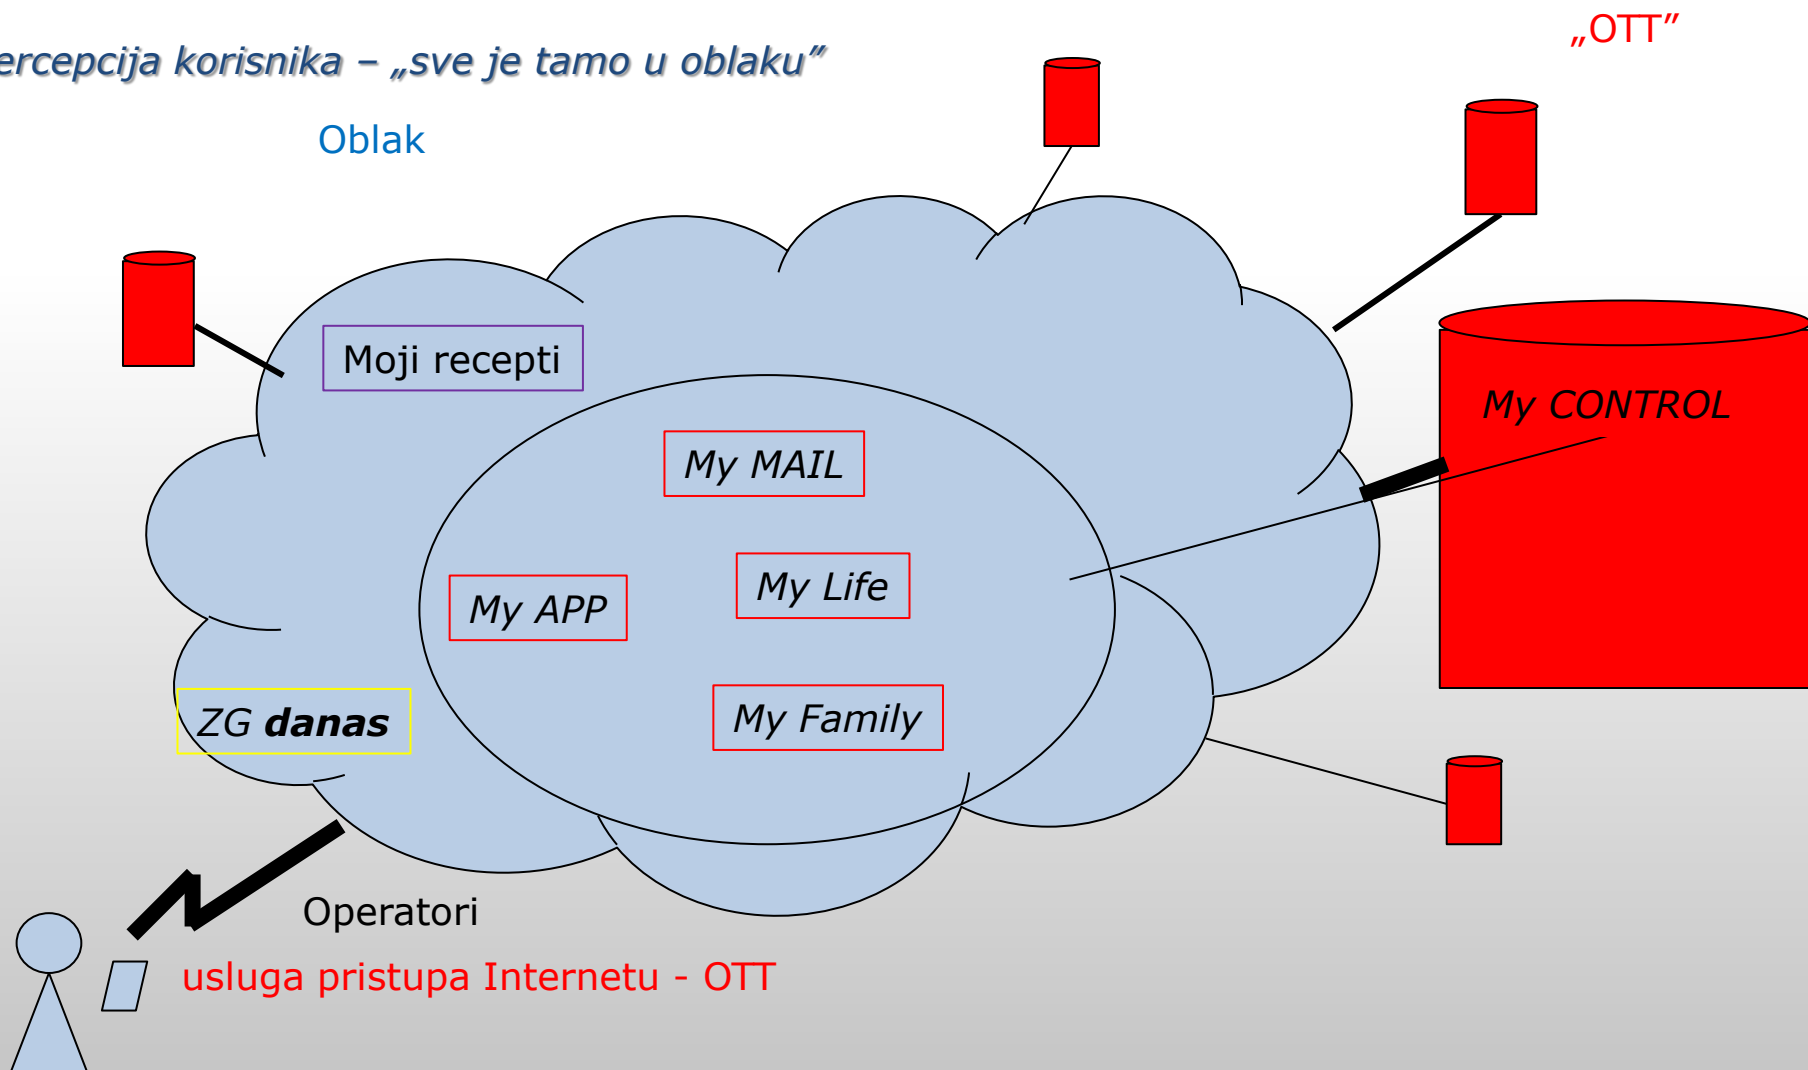 „OTT”
ercepcija korisnika – „sve je tamo u oblaku”
Oblak
Moji recepti
My CONTROL
My MAIL
My Life
My APP
My Family
ZG danas
Operatori
usluga pristupa Internetu - OTT